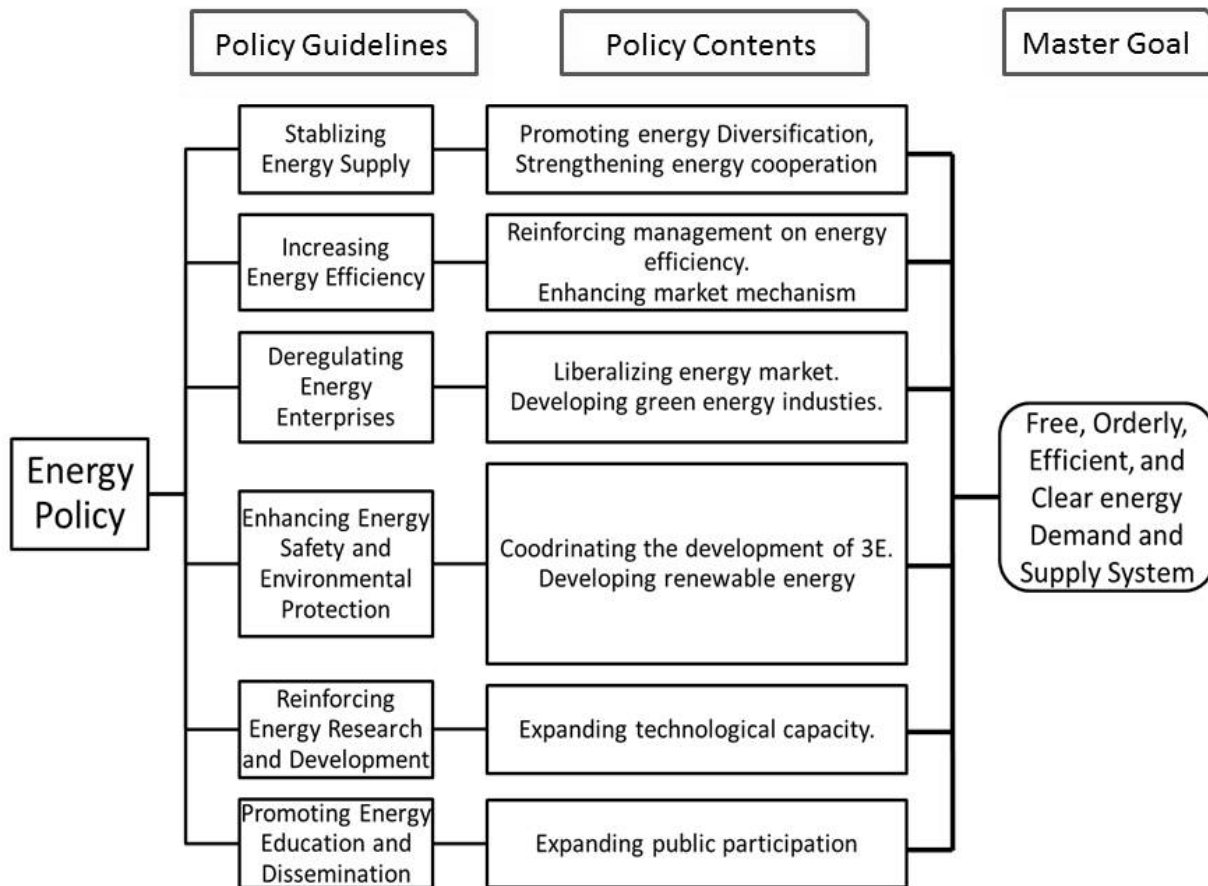 Policy Guidelines
Policy Contents
Master Goal
Energy
Policy
Stablizing
Energy Supply
Promoting energy Diversification,
Strengthening energy cooperation
Increasing
Energy Efficiency
Reinforcing management on energy
efficiency.
Enhancing market mechanism
Deregulating
Energy
Enterprises
Liberalizing energy market.
Developing green energy industies.
Enhancing Energy
Safety and
Environmental
Protection
Coodrinating the development of 3E.
Developing renewable energy
Reinforcing
Energy Research
and Development
Expanding technological capacity.
Promoting Energy
Education and
Dissemination
Expanding public participation
Free, Orderly,
Efficient, and
Clear energy
Demand and
Supply System